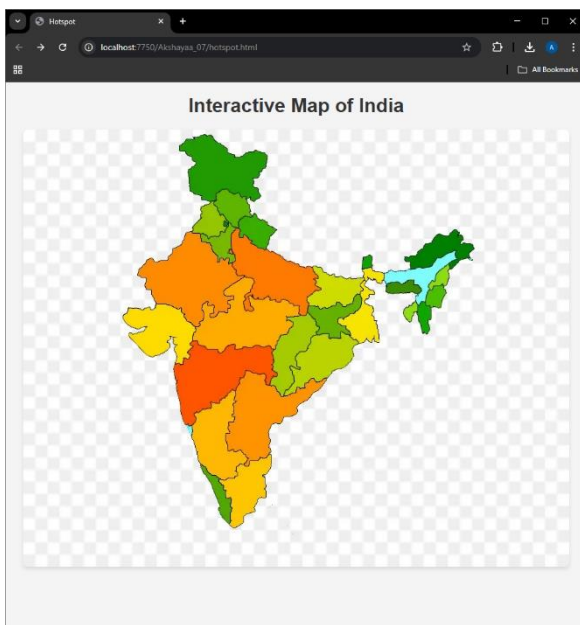 Hotspot
localhost:7750/Akshayaa_07/hotspot.html
A
All Bookmarks
Interactive Map of India